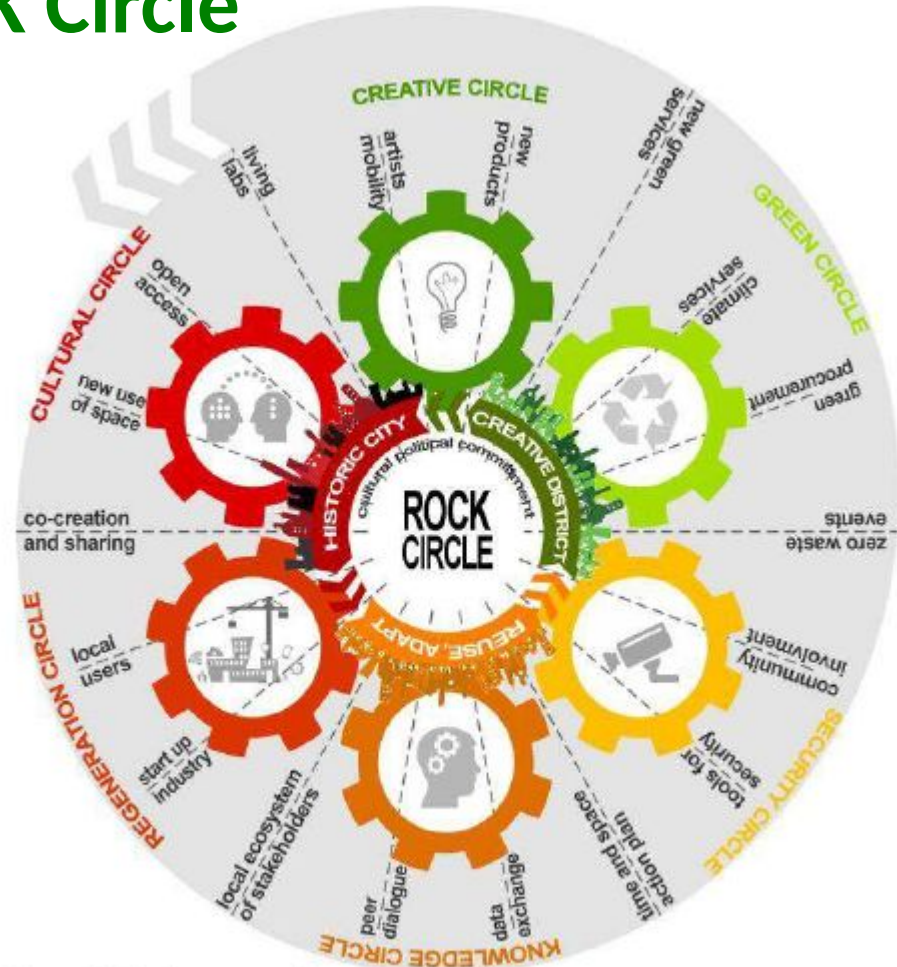 K Circle
CREATIVE CIRCLE
artists
mobility
new
products
new green
services
GREEN CIRCLE
climate
services
green
procurement
events
zero waste
community
involvment
SECURITY CIRCLE
tools for
security
time and space
action plan
KNOWLEDGE CIRCLE
data
exchange
peer
dialogue
local ecosystem
of stakeholders
REGENERATION CIRCLE
start up
industry
local
users
co-creation
and sharing
CULTURAL CIRCLE
new use
of space
open
access
living
labs
HISTORIC CITY
CREATIVE DISTRICT
REUSE, ADAPT
cultural political commitment
ROCK
CIRCLE